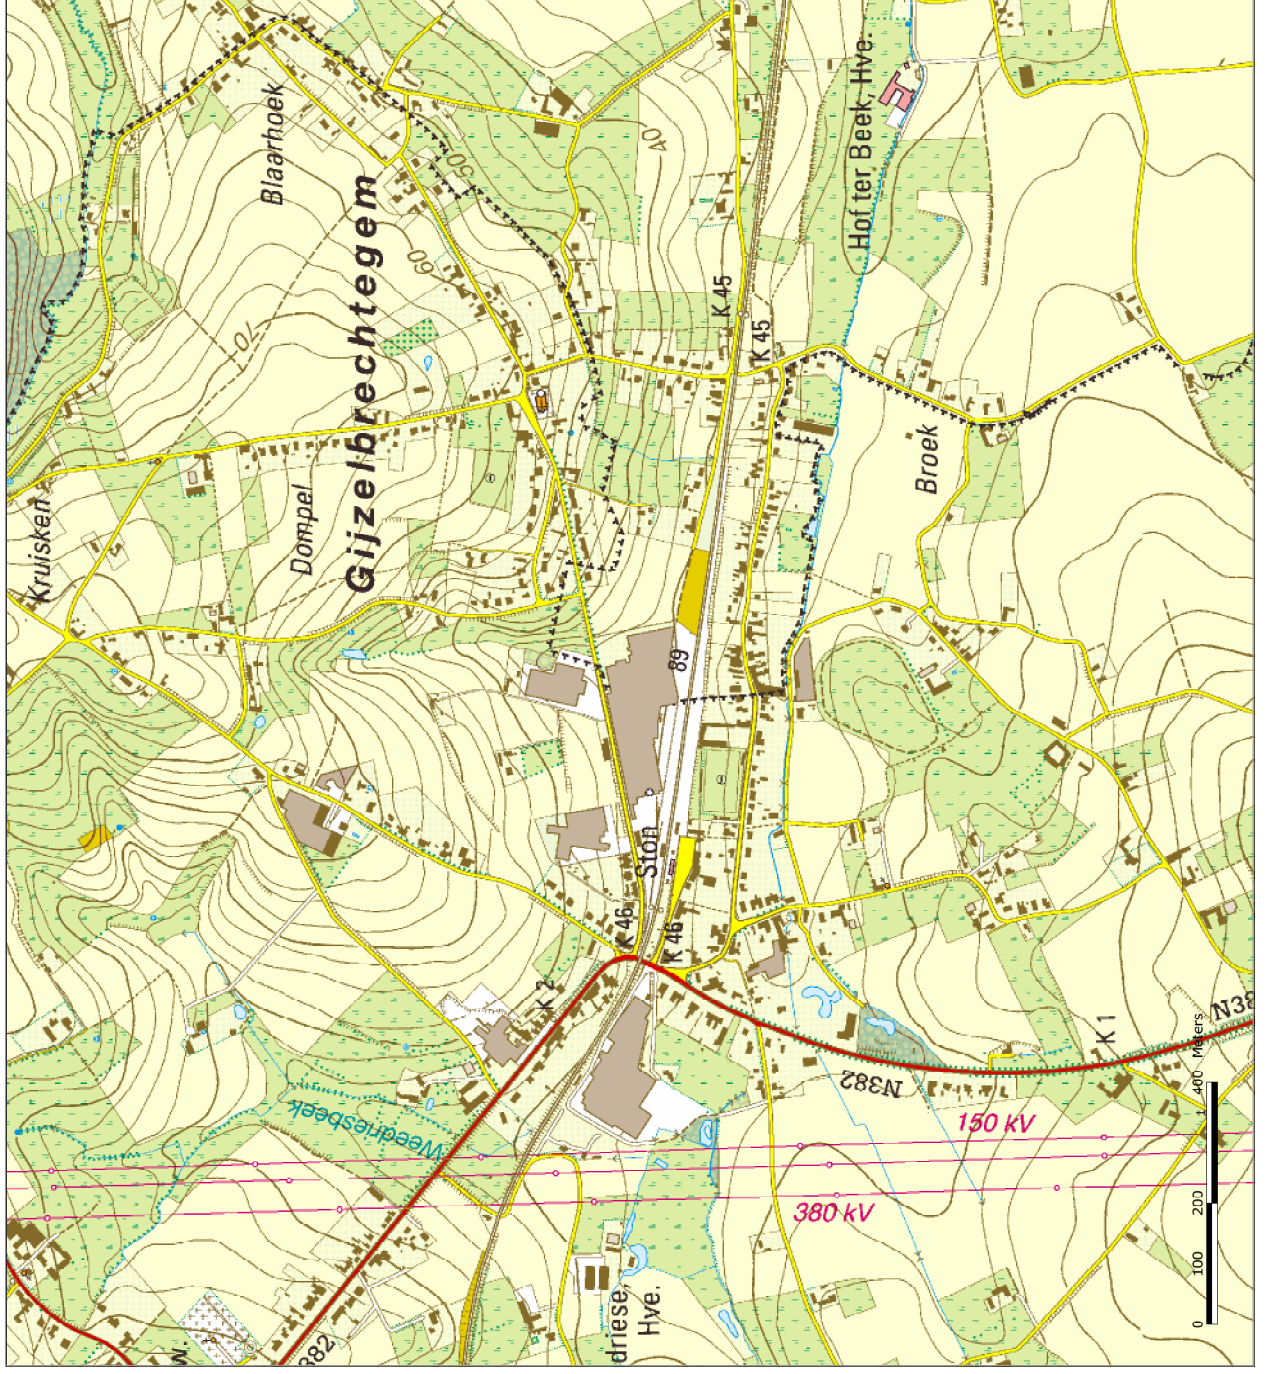 Kruisken
Blaarhoek
Dompel
Gijzelbrechtegem
70
60
50
40
K 45
K 45
Hof ter Beek, Hve.
Broek
89
Ston
K 46
K 46
K 2
Weedriesbeek
N382
K 1
N38
150 kV
380 kV
driese,
Hve.
382
w.
0 100 200 400 Meters